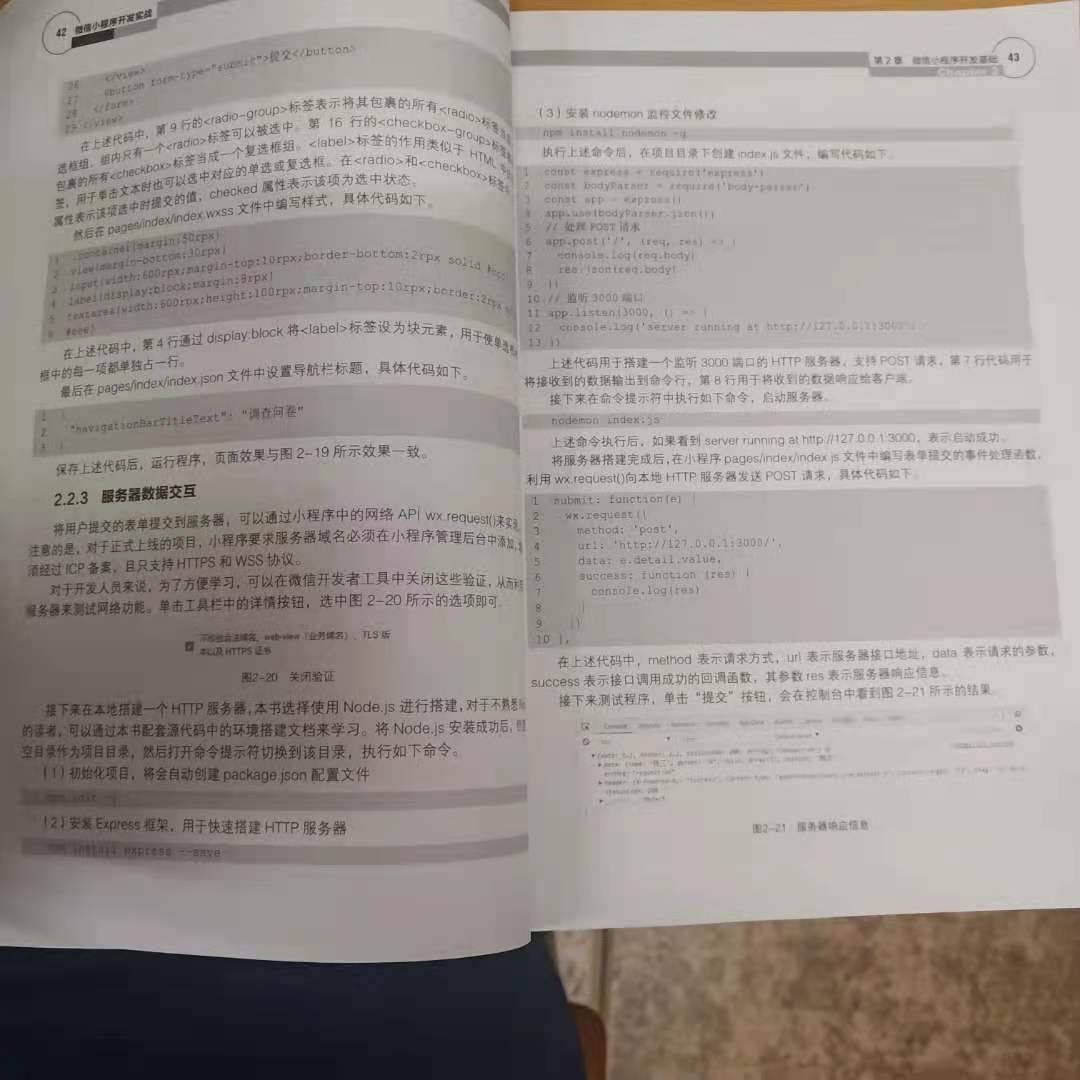 42 微信小程序开发实战
26 </view>
27 <button form-type="submit">提交</button>
28 </form>
29 </view>
在上述代码中，第 9 行的<radio-group>标签表示将其包裹的所有<radio>标签当成
选框组，组内只有一个<radio>标签可以被选中。第 16 行的<checkbox-group>标签
包裹的所有<checkbox>标签当成一个复选框组。<label>标签的作用类似于 HTML
签，用于单击文本时也可以选中对应的单选或复选框。在<radio>和<checkbox>标签
属性表示该项选中时提交的值，checked 属性表示该项为选中状态。
然后在 pages/index/index.wxss 文件中编写样式，具体代码如下。
1 .container{margin:50rpx}
2 view{margin-bottom:30rpx}
3 input{width:600rpx;margin-top:10rpx;border-bottom:2rpx solid #ccc}
4 label{display:block;margin:8rpx}
5 textarea{width:600rpx;height:100rpx;margin-top:10rpx;border:2rpx
6 #eee}
在上述代码中，第 4 行通过 display:block 将<label>标签设为块元素，用于使单选
框中的每一项都单独占一行。
最后在 pages/index/index.json 文件中设置导航栏标题，具体代码如下。
1 {
2 "navigationBarTitleText": "调查问卷"
3 }
保存上述代码后，运行程序，页面效果与图 2-19 所示效果一致。
2.2.3 服务器数据交互
将用户提交的表单提交到服务器，可以通过小程序中的网络 API wx.request()来实现
注意的是，对于正式上线的项目，小程序要求服务器域名必须在小程序管理后台中添加，
须经过 ICP 备案，且只支持 HTTPS 和 WSS 协议。
对于开发人员来说，为了方便学习，可以在微信开发者工具中关闭这些验证，从而利用
服务器来测试网络功能。单击工具栏中的详情按钮，选中图 2-20 所示的选项即可。
不校验合法域名、web-view（业务域名）、TLS 版
本以及 HTTPS 证书
图2-20 关闭验证
接下来在本地搭建一个 HTTP 服务器，本书选择使用 Node.js 进行搭建，对于不熟悉
的读者，可以通过本书配套源代码中的环境搭建文档来学习。将 Node.js 安装成功后，创建
空目录作为项目目录，然后打开命令提示符切换到该目录，执行如下命令。
（1）初始化项目，将会自动创建 package.json 配置文件
npm init -y
（2）安装 Express 框架，用于快速搭建 HTTP 服务器
npm install express --save
第 2 章 微信小程序开发基础 43
Chapter 2
（3）安装 nodemon 监控文件修改
npm install nodemon -g
执行上述命令后，在项目目录下创建 index.js 文件，编写代码如下。
1 const express = require('express')
2 const bodyParser = require('body-parser')
3 const app = express()
4 app.use(bodyParser.json())
5 // 处理 POST 请求
6 app.post('/', (req, res) => {
7 console.log(req.body)
8 res.json(req.body)
9 })
10 // 监听 3000 端口
11 app.listen(3000, () => {
12 console.log('server running at http://127.0.0.1:3000')
13 })
上述代码用于搭建一个监听 3000 端口的 HTTP 服务器，支持 POST 请求，第 7 行代码用于
将接收到的数据输出到命令行，第 8 行用于将收到的数据响应给客户端。
接下来在命令提示符中执行如下命令，启动服务器。
nodemon index.js
上述命令执行后，如果看到 server running at http://127.0.0.1:3000，表示启动成功。
将服务器搭建完成后，在小程序 pages/index/index.js 文件中编写表单提交的事件处理函数，
利用 wx.request()向本地 HTTP 服务器发送 POST 请求，具体代码如下。
1 submit: function(e) {
2 wx.request({
3 method: 'post',
4 url: 'http://127.0.0.1:3000/',
5 data: e.detail.value,
6 success: function (res) {
7 console.log(res)
8 }
9 })
10 },
在上述代码中，method 表示请求方式，url 表示服务器接口地址，data 表示请求的参数，
success 表示接口调用成功的回调函数，其参数 res 表示服务器响应信息。
接下来测试程序，单击“提交”按钮，会在控制台中看到图 2-21 所示的结果。
图2-21 服务器响应信息